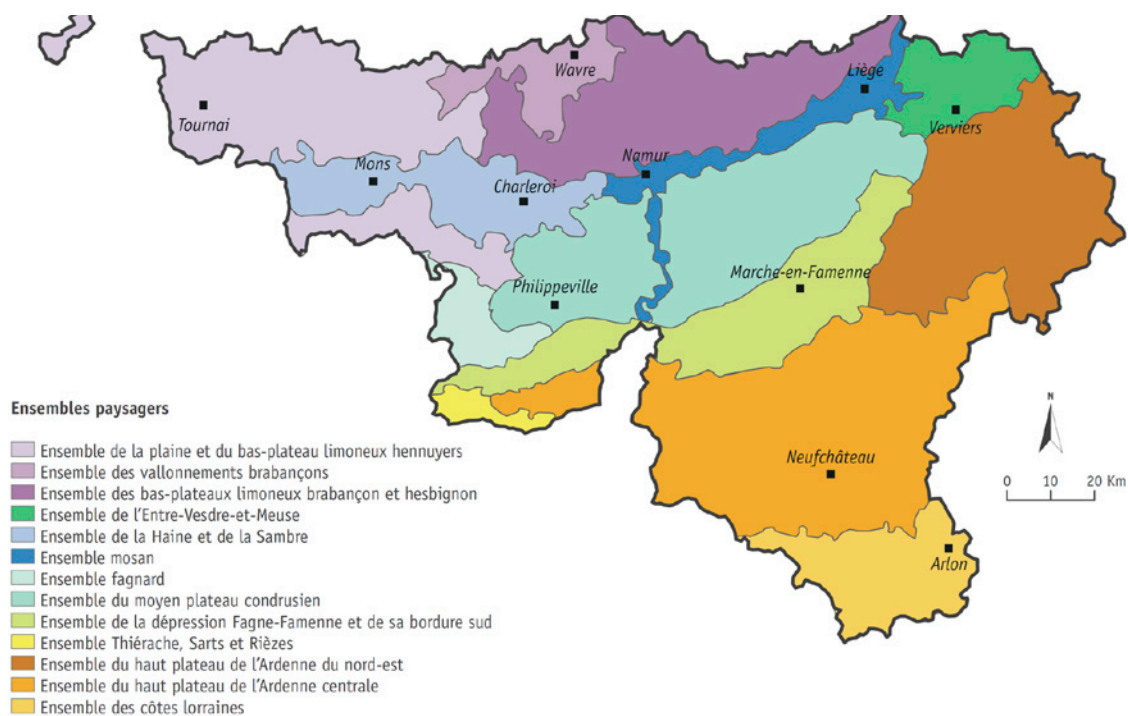 Wavre
Liège
Tournai
Verviers
Mons
Namur
Charleroi
Marche-en-Famenne
Philippeville
Ensembles paysagers
N
Ensemble de la plaine et du bas-plateau limoneux hennuyers
Ensemble des vallonnements brabançons
Neufchâteau
Ensemble des bas-plateaux limoneux brabançon et hesbignon
0 10 20 Km
Ensemble de l'Entre-Vesdre-et-Meuse
Ensemble de la Haine et de la Sambre
Ensemble mosan
Arlon
Ensemble fagnard
Ensemble du moyen plateau condrusien
Ensemble de la dépression Fagne-Famenne et de sa bordure sud
Ensemble Thiérache, Sarts et Rièzes
Ensemble du haut plateau de l'Ardenne du nord-est
Ensemble du haut plateau de l'Ardenne centrale
Ensemble des côtes lorraines